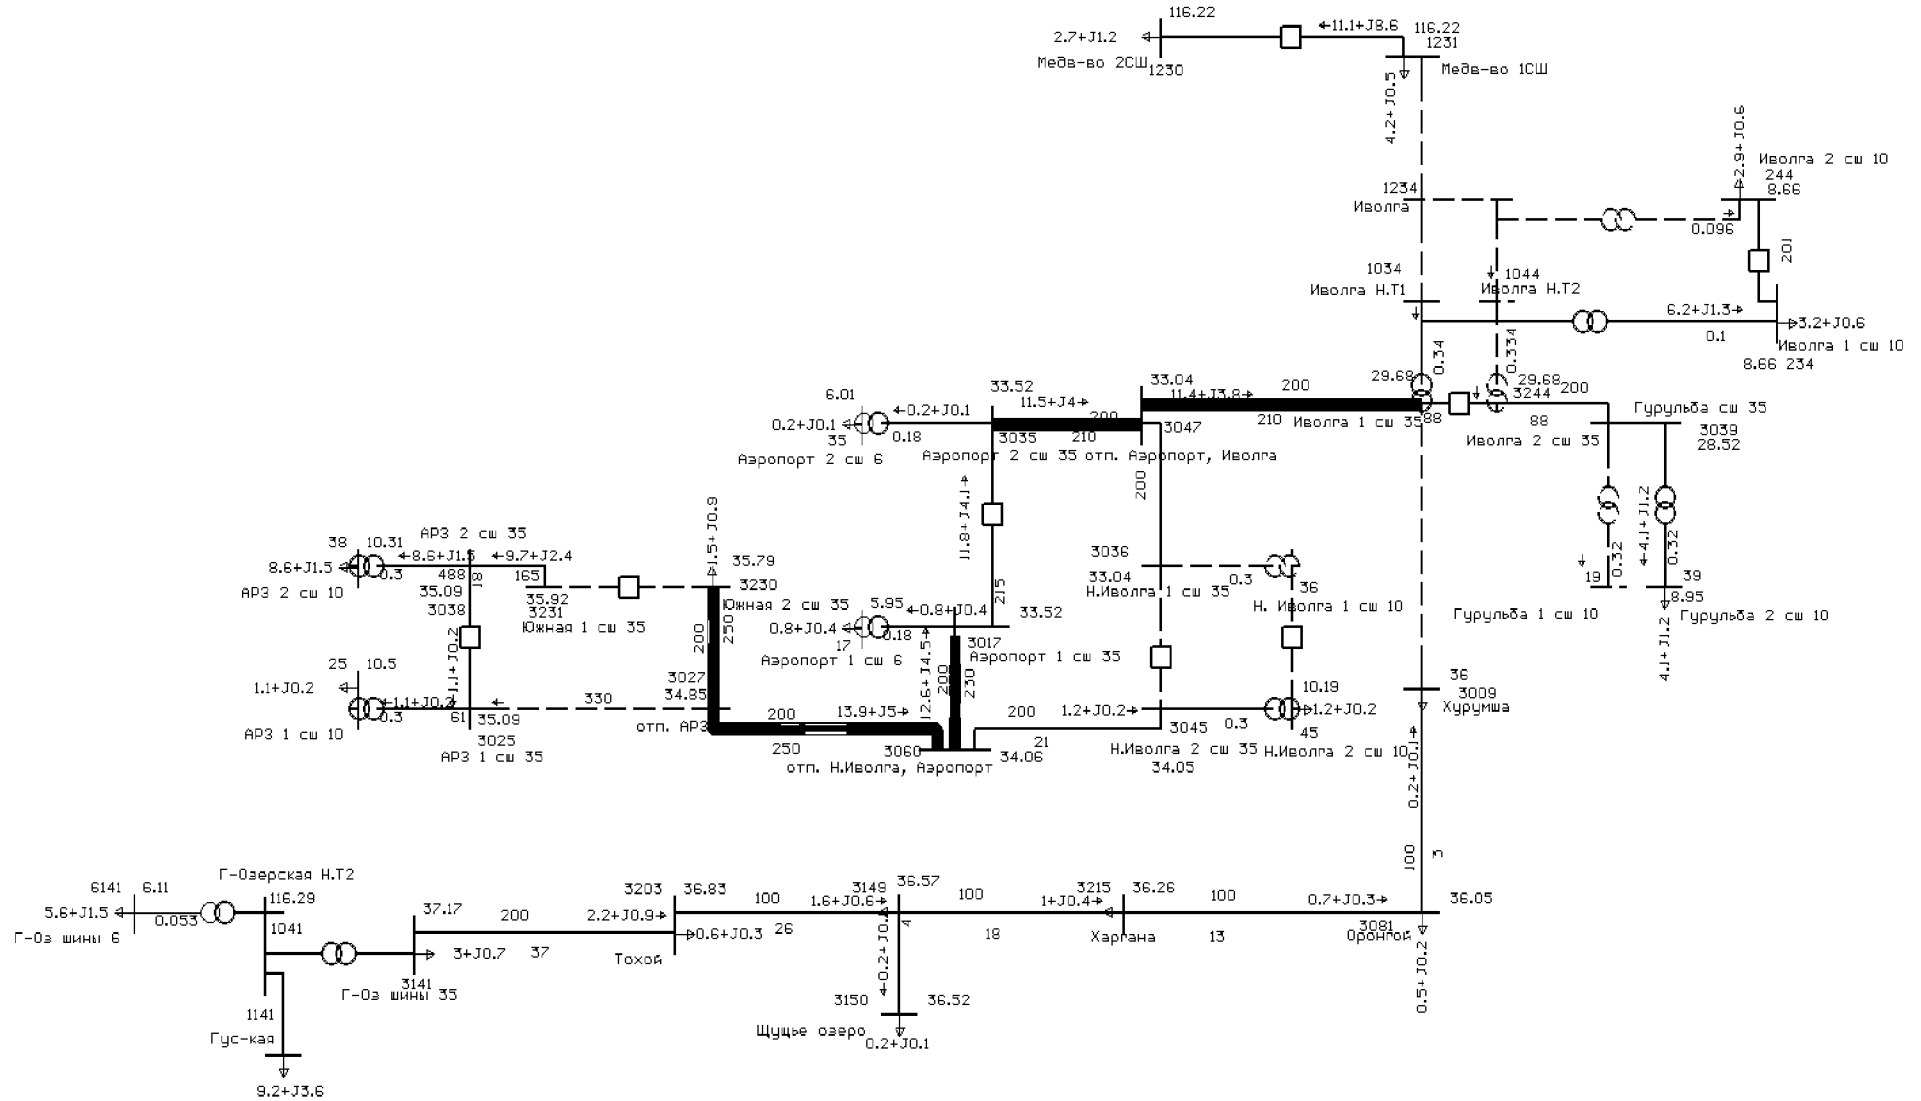 116.22
2.7+J1.2
Медв-во 2СШ
1230
11.1+J8.6
116.22
1231
Медв-во 1СШ
4.2+J0.5
1234
Иволга
2.9+J0.6
Иволга 2 сш 10
244
8.66
0.096
201
1034
Иволга Н.Т1
1044
Иволга Н.Т2
6.2+J1.3
0.1
3.2+J0.6
Иволга 1 сш 10
8.66 234
0.34
0.334
29.68
29.68
3244
200
88
88
Иволга 1 сш 35
Иволга 2 сш 35
Гурульба сш 35
3039
28.52
4.1+J1.2
0.32
0.32
19
39
8.95
Гурульба 1 сш 10
Гурульба 2 сш 10
4.1+J1.2
6.01
0.2+J0.1
0.2+J0.1
35
0.18
Аэропорт 2 сш 6
33.52
11.5+J4
200
3035
210
Аэропорт 2 сш 35
отп. Аэропорт, Иволга
33.04
11.4+J3.8
200
210
3047
200
11.8+J4.1
215
3036
33.04
Н.Иволга 1 сш 35
0.3
36
Н. Иволга 1 сш 10
5.95
0.8+J0.4
0.8+J0.4
17
0.18
Аэропорт 1 сш 6
33.52
3017
Аэропорт 1 сш 35
12.6+J4.5
200
230
1.5+J0.9
35.79
3230
Южная 2 сш 35
200
250
АРЗ 2 сш 35
38
10.31
8.6+J1.5
8.6+J1.5
9.7+J2.4
0.3
488
18
165
АРЗ 2 сш 10
35.09
3038
35.92
3231
Южная 1 сш 35
1.1+J0.2
25
10.5
1.1+J0.2
1.1+J0.2
0.3
61
35.09
3025
АРЗ 1 сш 10
АРЗ 1 сш 35
330
3027
34.85
отп. АРЗ
200
13.9+J5
250
3060
34.06
отп. Н.Иволга, Аэропорт
200
21
1.2+J0.2
3045
0.3
Н.Иволга 2 сш 35
34.05
10.19
1.2+J0.2
45
Н.Иволга 2 сш 10
36
3009
Хурумша
0.2+J0.1
100
3
Г-Озерская Н.Т2
6141
6.11
116.29
5.6+J1.5
0.053
Г-Оз шины 6
1041
37.17
200
3+J0.7
37
3141
Г-Оз шины 35
1141
Гус-кая
9.2+J3.6
3203
36.83
2.2+J0.9
0.6+J0.3
Тохой
100
26
3149
36.57
1.6+J0.6
0.2+J0.1
4
3150
36.52
Щущье озеро
0.2+J0.1
100
18
3215
36.26
1+J0.4
Харгана
100
13
0.7+J0.3
36.05
3081
Оронгой
0.5+J0.2